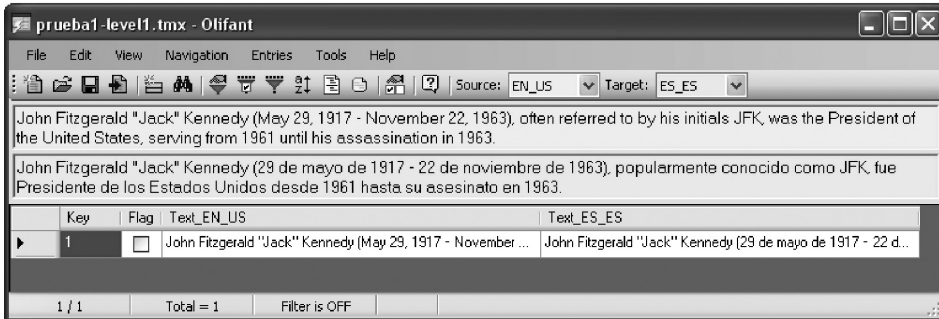 prueba1-level1.tmx - Olifant
File Edit View Navigation Entries Tools Help
Source: EN_US Target: ES_ES
John Fitzgerald "Jack" Kennedy (May 29, 1917 - November 22, 1963), often referred to by his initials JFK, was the President of
the United States, serving from 1961 until his assassination in 1963.
John Fitzgerald "Jack" Kennedy (29 de mayo de 1917 - 22 de noviembre de 1963), popularmente conocido como JFK, fue
Presidente de los Estados Unidos desde 1961 hasta su asesinato en 1963.
Key Flag Text_EN_US Text_ES_ES
1 John Fitzgerald "Jack" Kennedy (May 29, 1917 - November ... John Fitzgerald "Jack" Kennedy (29 de mayo de 1917 - 22 d...
1 / 1 Total = 1 Filter is OFF